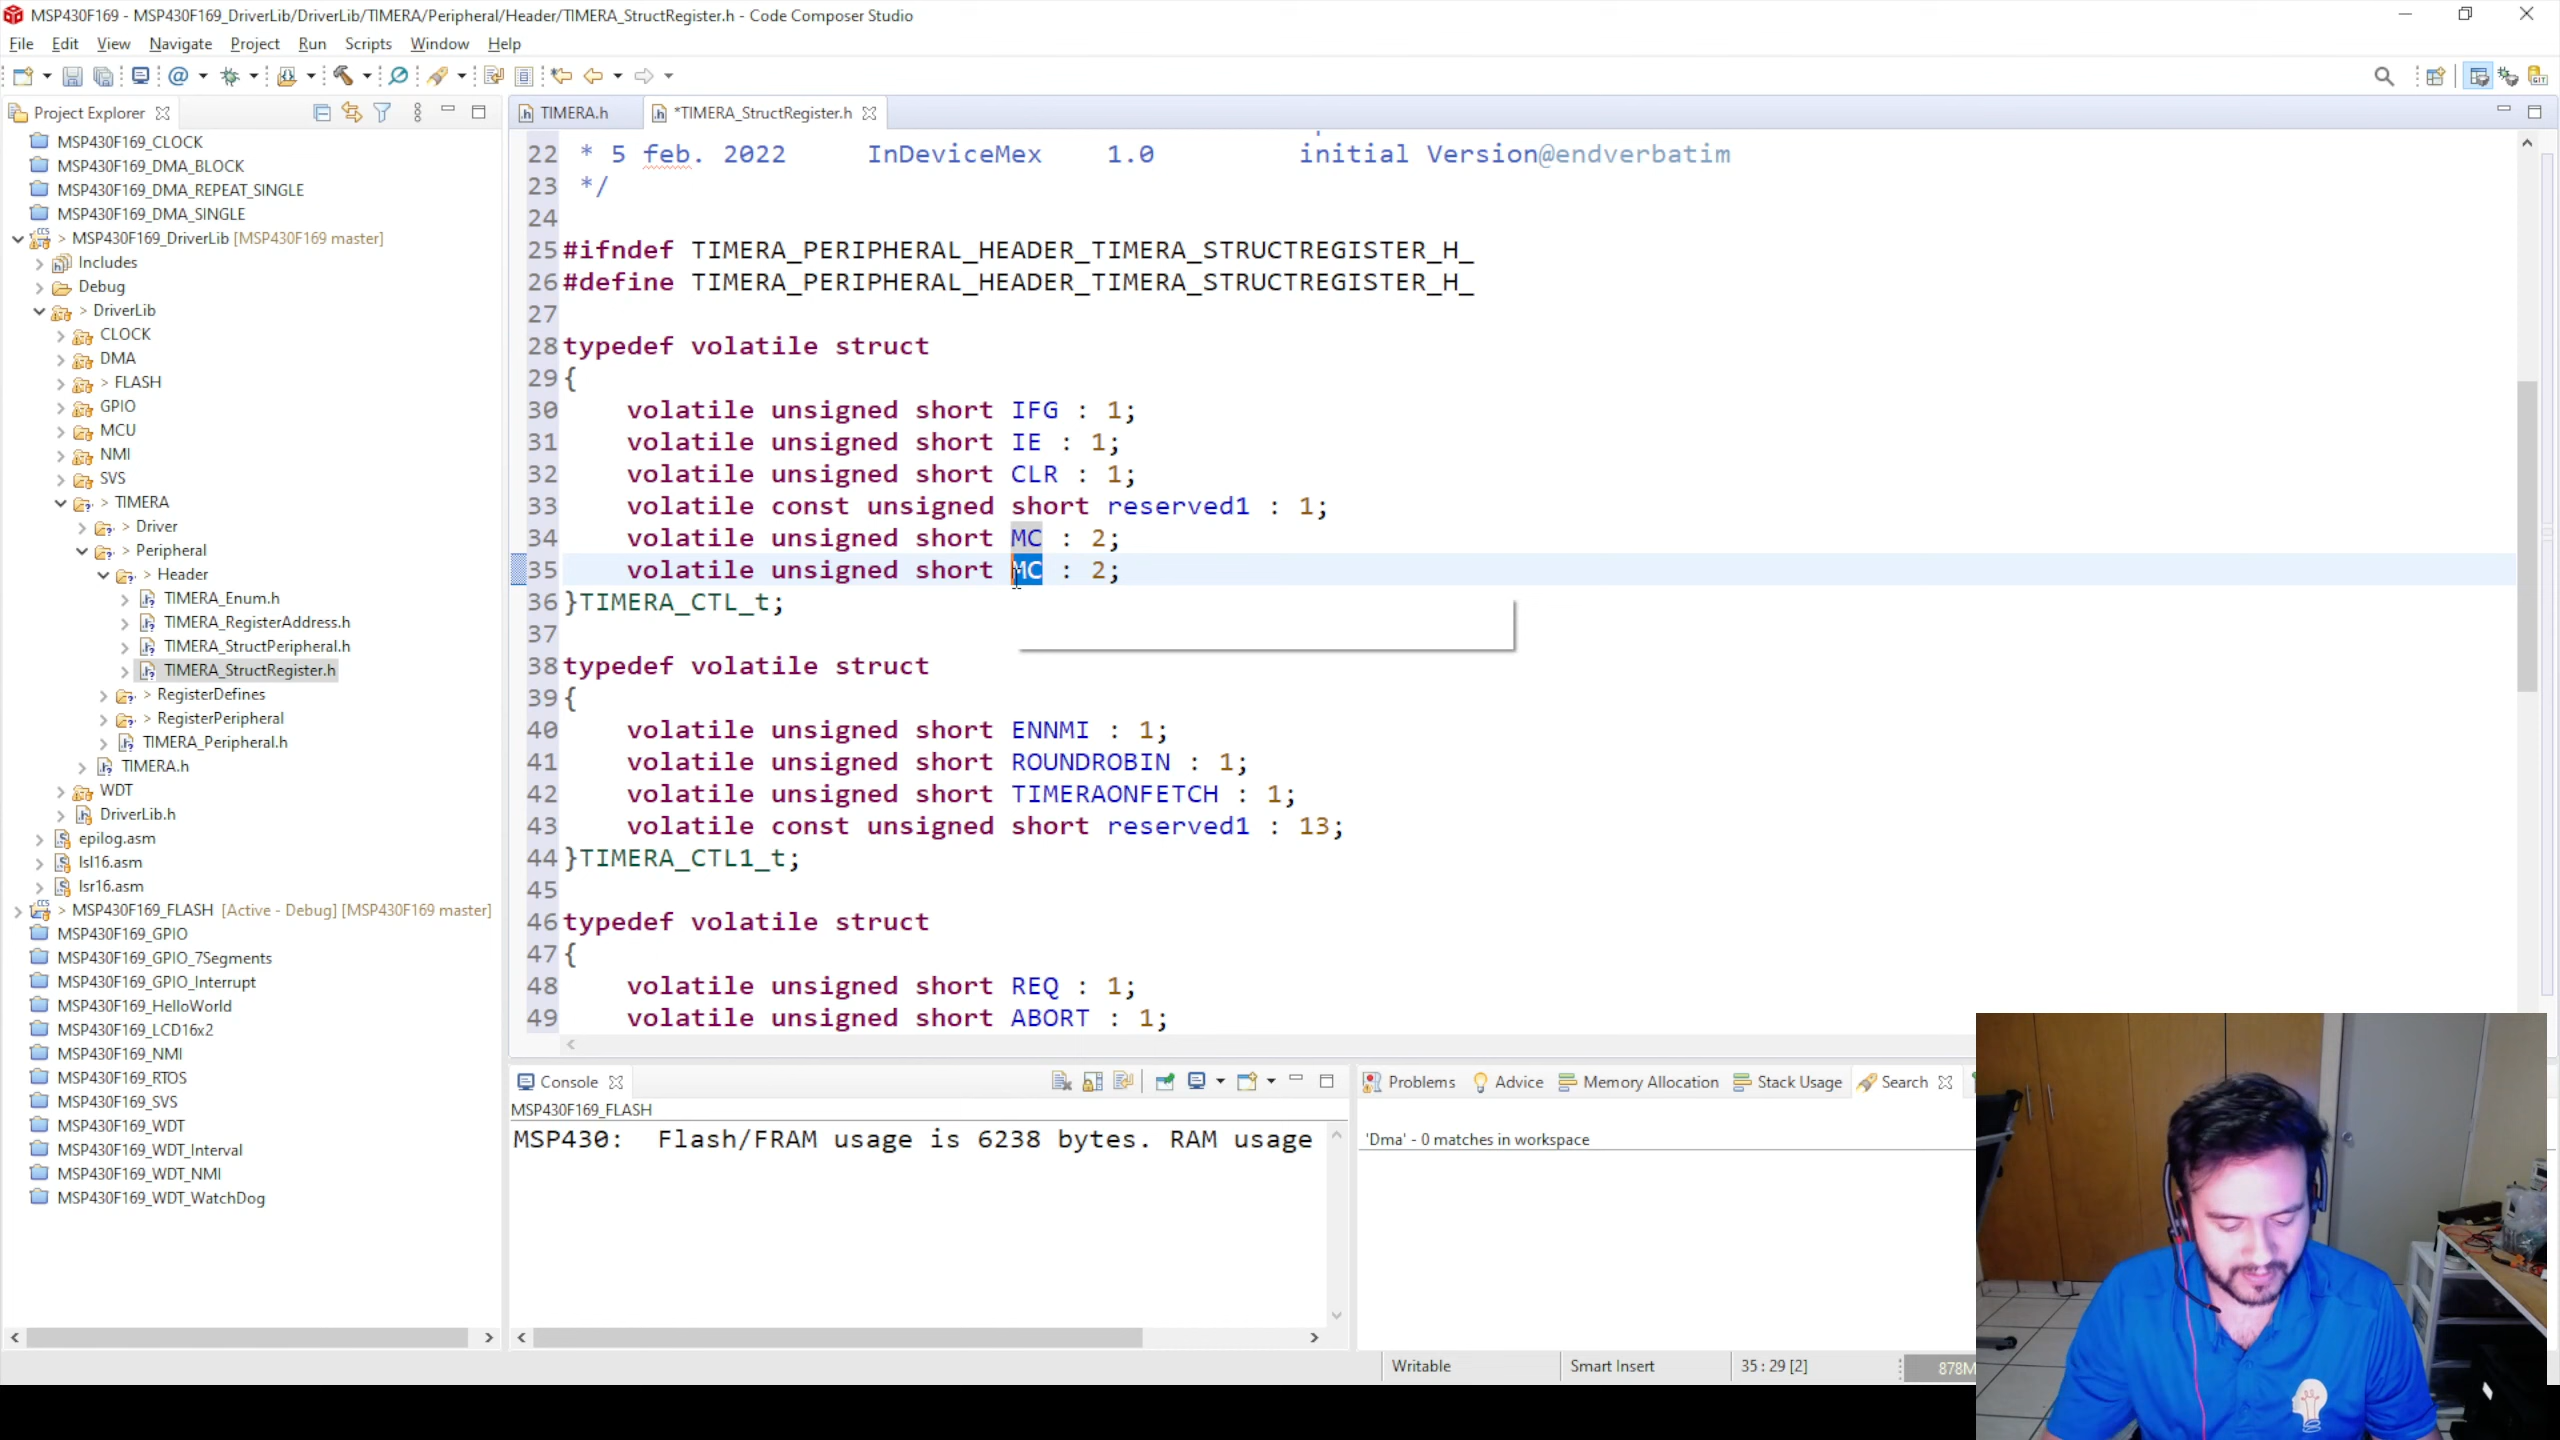 MSP430F169 - MSP430F169_DriverLib/DriverLib/TIMERA/Peripheral/Header/TIMERA_StructRegister.h - Code Composer Studio
File Edit View Navigate Project Run Scripts Window Help
Project Explorer
MSP430F169_CLOCK
MSP430F169_DMA_BLOCK
MSP430F169_DMA_REPEAT_SINGLE
MSP430F169_DMA_SINGLE
> MSP430F169_DriverLib [MSP430F169 master]
Includes
Debug
> DriverLib
CLOCK
DMA
> FLASH
GPIO
MCU
NMI
SVS
> TIMERA
> Driver
> Peripheral
> Header
TIMERA_Enum.h
TIMERA_RegisterAddress.h
TIMERA_StructPeripheral.h
TIMERA_StructRegister.h
> RegisterDefines
> RegisterPeripheral
TIMERA_Peripheral.h
TIMERA.h
WDT
DriverLib.h
epilog.asm
lsl16.asm
lsr16.asm
> MSP430F169_FLASH [Active - Debug] [MSP430F169 master]
MSP430F169_GPIO
MSP430F169_GPIO_7Segments
MSP430F169_GPIO_Interrupt
MSP430F169_HelloWorld
MSP430F169_LCD16x2
MSP430F169_NMI
MSP430F169_RTOS
MSP430F169_SVS
MSP430F169_WDT
MSP430F169_WDT_Interval
MSP430F169_WDT_NMI
MSP430F169_WDT_WatchDog
TIMERA.h *TIMERA_StructRegister.h
22 * 5 feb. 2022 InDeviceMex 1.0 initial Version@endverbatim
23 */
24
25 #ifndef TIMERA_PERIPHERAL_HEADER_TIMERA_STRUCTREGISTER_H_
26 #define TIMERA_PERIPHERAL_HEADER_TIMERA_STRUCTREGISTER_H_
27
28 typedef volatile struct
29 {
30 volatile unsigned short IFG : 1;
31 volatile unsigned short IE : 1;
32 volatile unsigned short CLR : 1;
33 volatile const unsigned short reserved1 : 1;
34 volatile unsigned short MC : 2;
35 volatile unsigned short MC : 2;
36 }TIMERA_CTL_t;
37
38 typedef volatile struct
39 {
40 volatile unsigned short ENNMI : 1;
41 volatile unsigned short ROUNDROBIN : 1;
42 volatile unsigned short TIMERAONFETCH : 1;
43 volatile const unsigned short reserved1 : 13;
44 }TIMERA_CTL1_t;
45
46 typedef volatile struct
47 {
48 volatile unsigned short REQ : 1;
49 volatile unsigned short ABORT : 1;
Console
MSP430F169_FLASH
MSP430: Flash/FRAM usage is 6238 bytes. RAM usage
Problems Advice Memory Allocation Stack Usage Search
'Dma' - 0 matches in workspace
Writable Smart Insert 35 : 29 [2] 878M